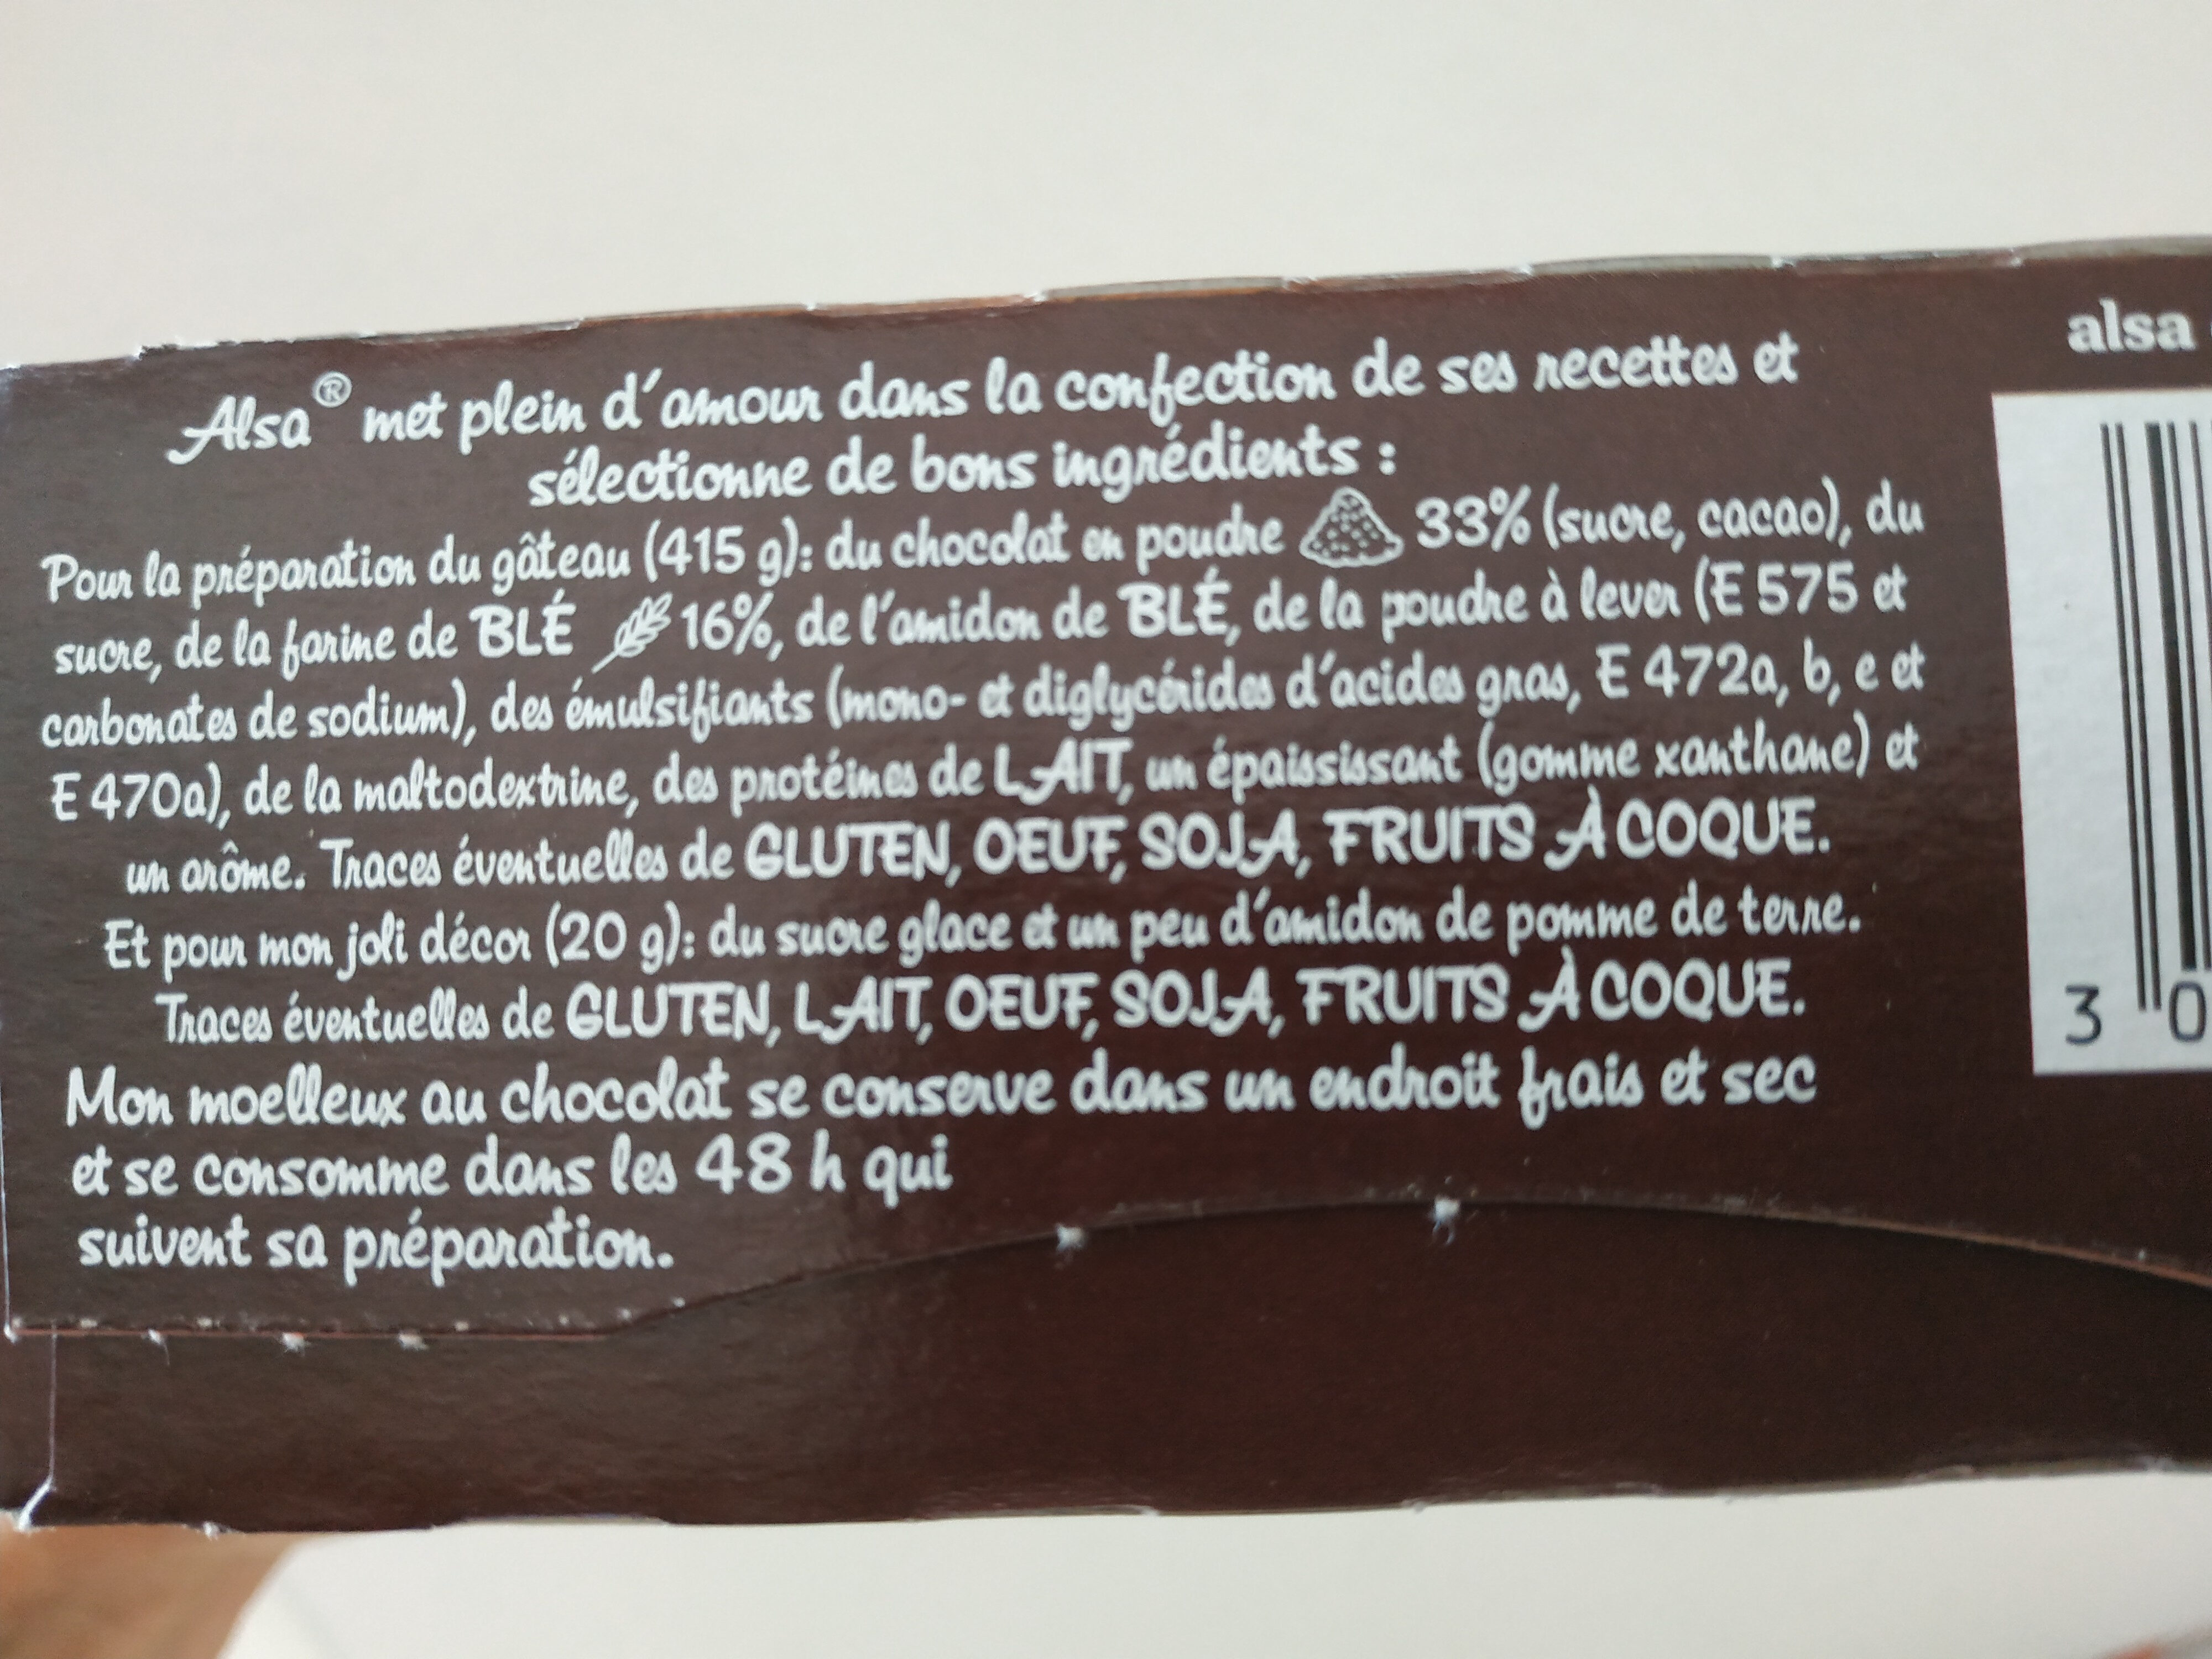 Alsa® met plein d'amour dans la confection de ses recettes et
sélectionne de bons ingrédients :
Pour la préparation du gâteau (415 g): du chocolat en poudre 33% (sucre, cacao), du
sucre, de la farine de BLÉ 16%, de l'amidon de BLÉ, de la poudre à lever (E 575 et
carbonates de sodium), des émulsifiants (mono- et diglycérides d'acides gras, E 472a, b, e et
E 470a), de la maltodextrine, des protéines de LAIT, un épaississant (gomme xanthane) et
un arôme. Traces éventuelles de GLUTEN, OEUF, SOJA, FRUITS À COQUE.
Et pour mon joli décor (20 g): du sucre glace et un peu d'amidon de pomme de terre.
Traces éventuelles de GLUTEN, LAIT, OEUF, SOJA, FRUITS À COQUE.
Mon moelleux au chocolat se conserve dans un endroit frais et sec
et se consomme dans les 48 h qui
suivent sa préparation.
alsa
3 0